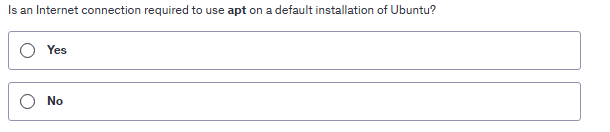 Is an Internet connection required to use apt on a default installation of Ubuntu?
Yes
No